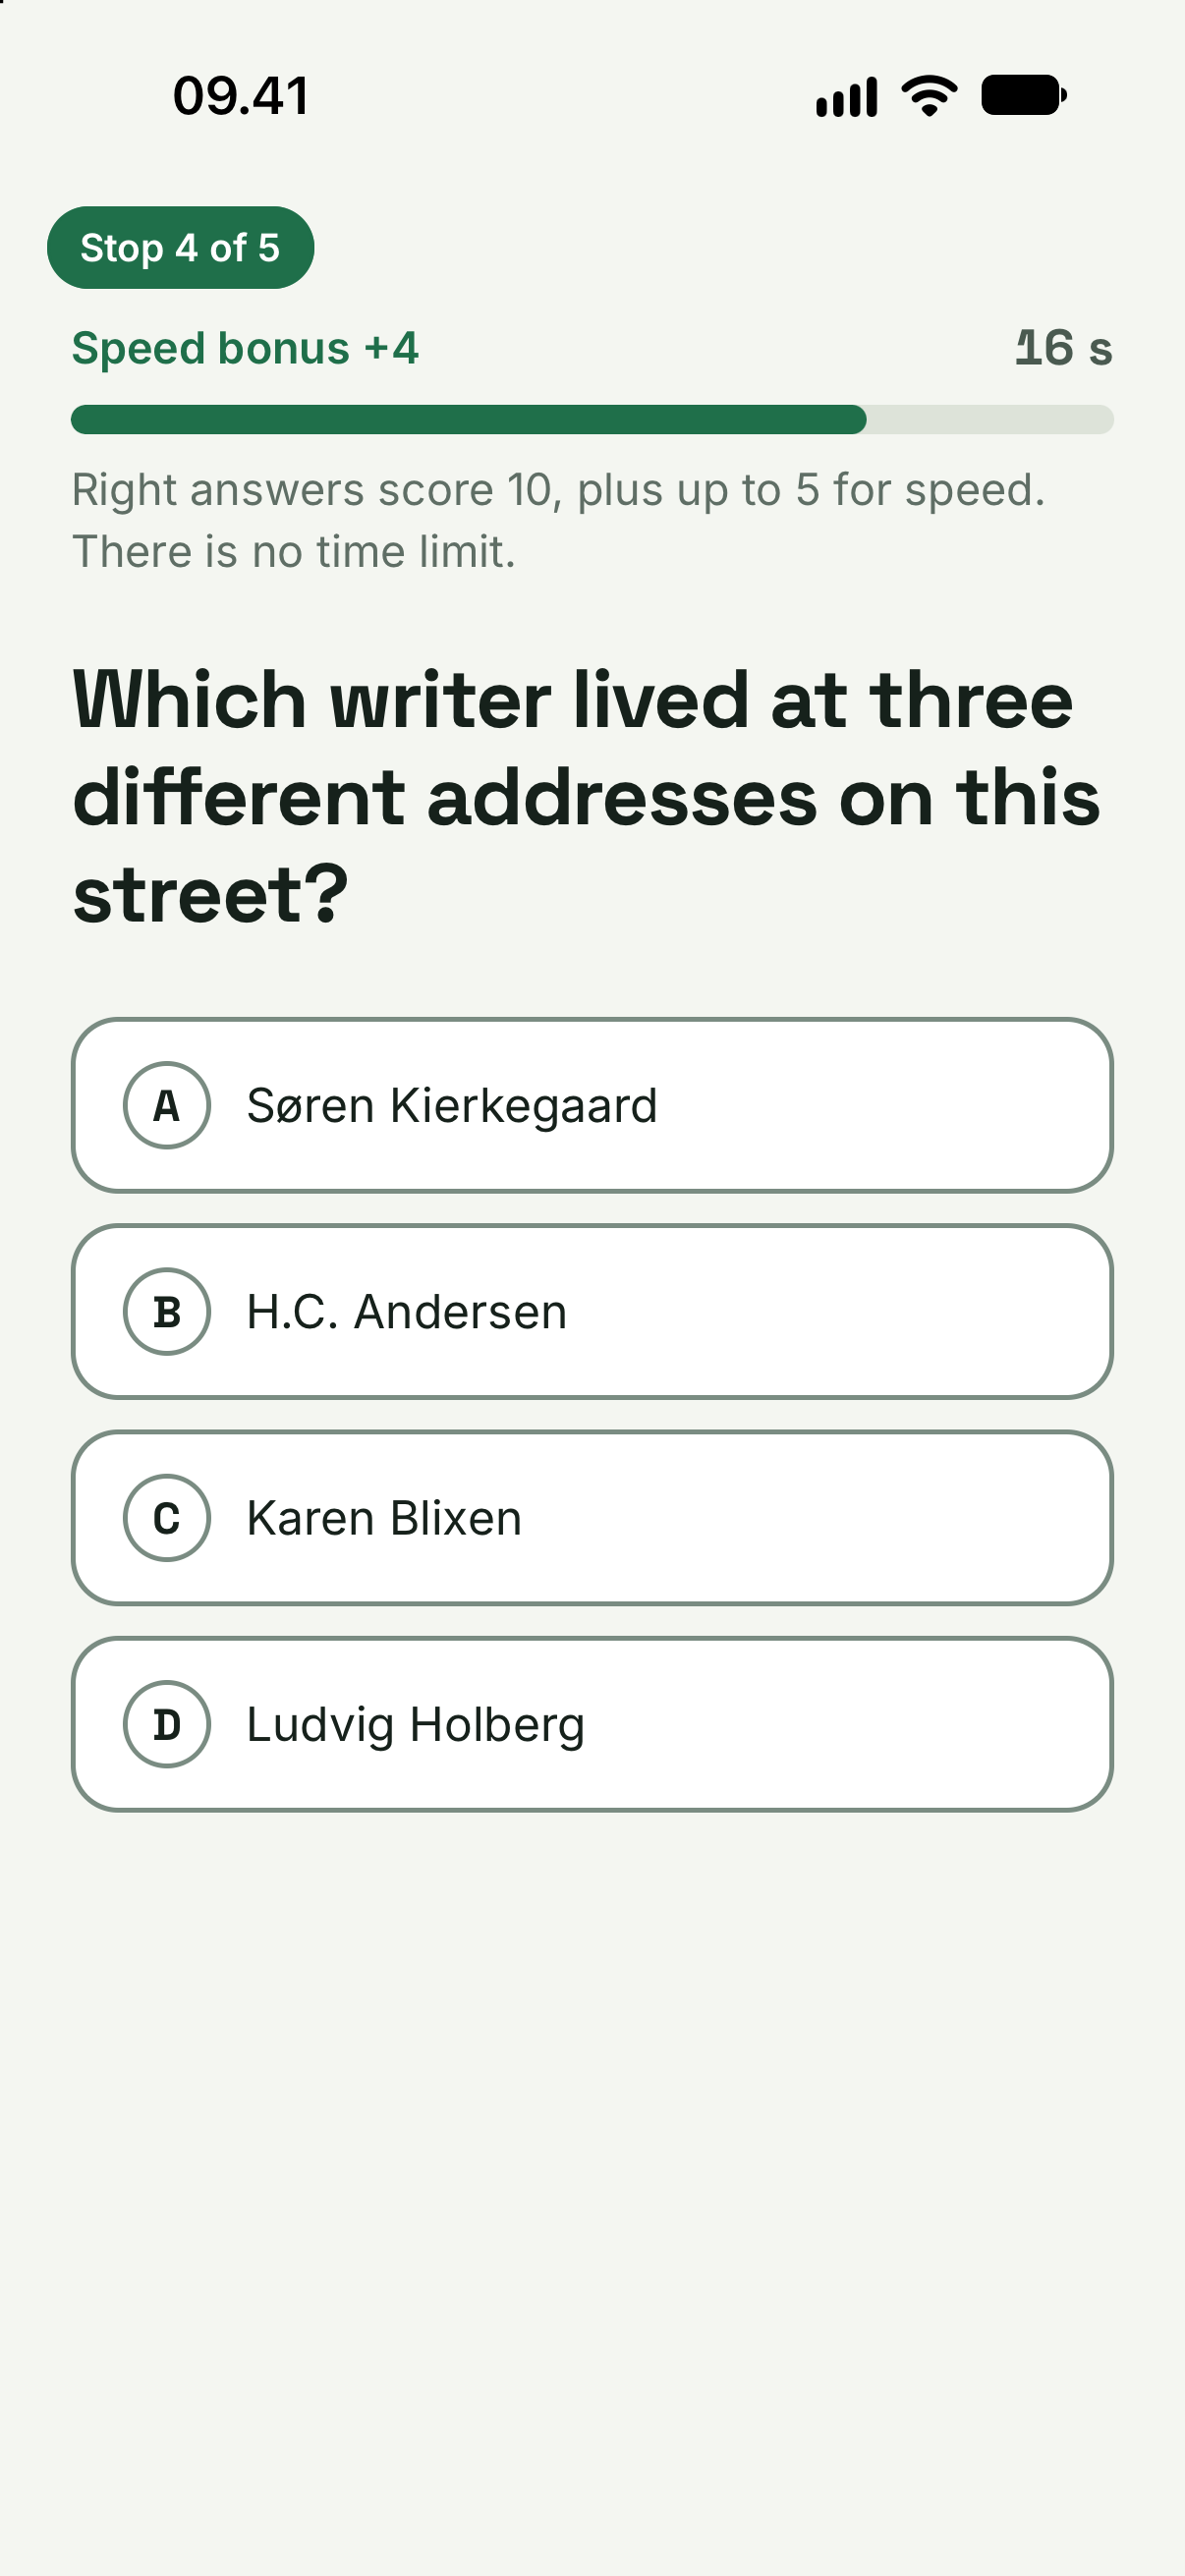 09.41
Stop 4 of 5
Speed bonus +4
16 s
Right answers score 10, plus up to 5 for speed.
There is no time limit.
Which writer lived at three
different addresses on this
street?
A Søren Kierkegaard
B H.C. Andersen
C Karen Blixen
D Ludvig Holberg